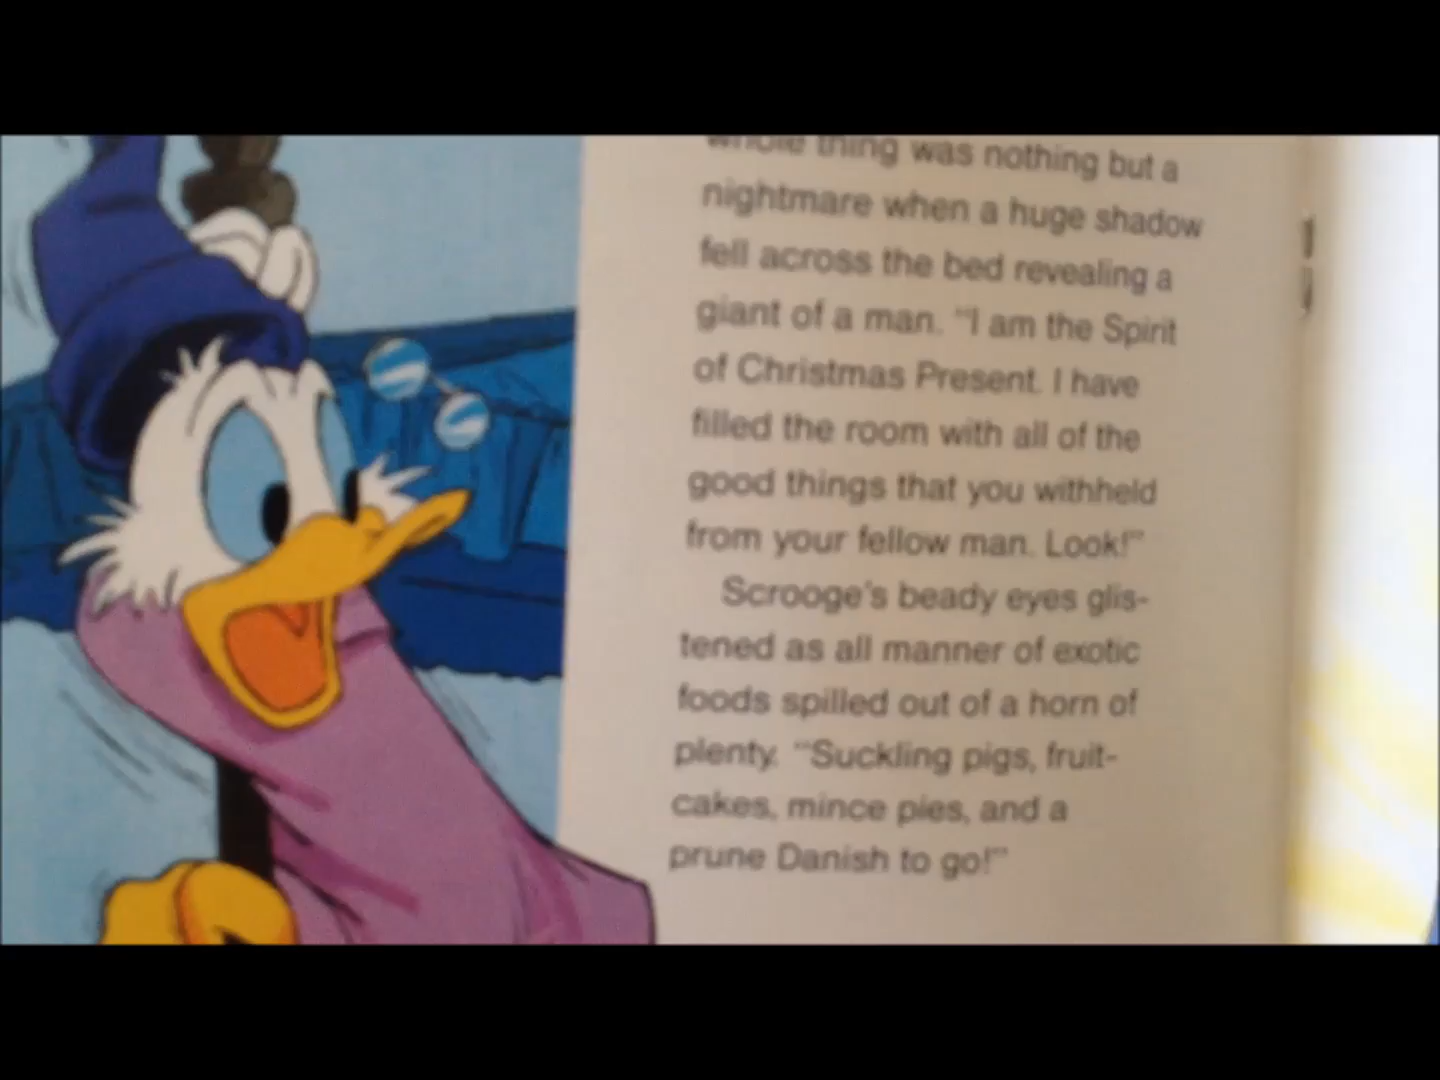 whole thing was nothing but a
nightmare when a huge shadow
fell across the bed revealing a
giant of a man. "I am the Spirit
of Christmas Present. I have
filled the room with all of the
good things that you withheld
from your fellow man. Look!"
Scrooge's beady eyes glis-
tened as all manner of exotic
foods spilled out of a horn of
plenty. "Suckling pigs, fruit-
cakes, mince pies, and a
prune Danish to go!"